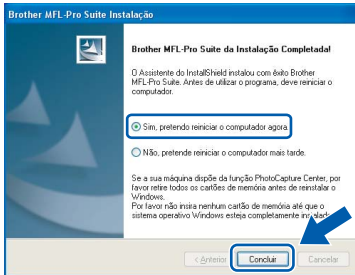 Brother MFL-Pro Suite Instalação
Brother MFL-Pro Suite da Instalação Completada!
O Assistente do InstallShield instalou com êxito Brother
MFL-Pro Suite. Antes de utilizar o programa, deve reiniciar o
computador.
Sim, pretendo reiniciar o computador agora.
Não, pretende reiniciar o computador mais tarde.
Se a sua máquina dispõe da função PhotoCapture Center, por
favor retire todos os cartões de memória antes de reinstalar o
Windows.
Por favor não insira nenhum cartão de memória até que o
sistema operativo Windows esteja completamente
< Anterior Concluir Cancelar